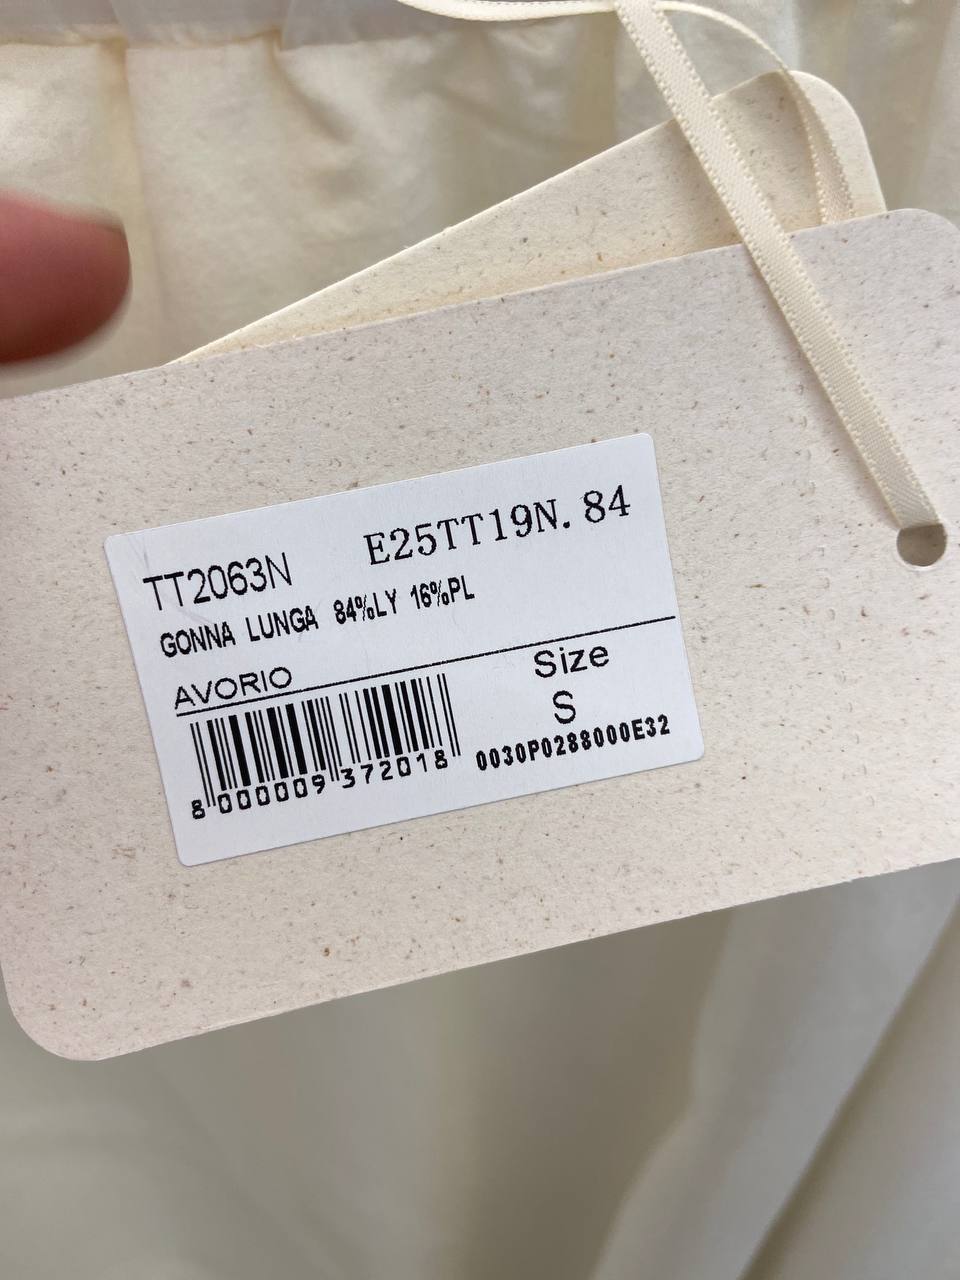 TT2063N E25TT19N. 84
GONNA LUNGA 84%LY 16%PL
AVORIO
Size
S
8 000009 372018
0030P0288000E32